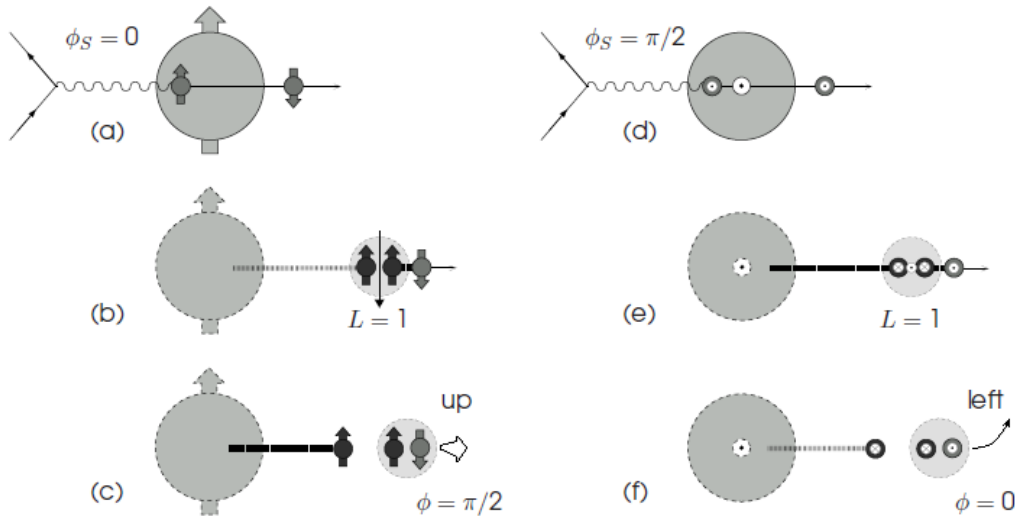 ϕ_S = 0
(a)
L = 1
(b)
up
(c)
ϕ = π/2
ϕ_S = π/2
(d)
L = 1
(e)
left
(f)
ϕ = 0